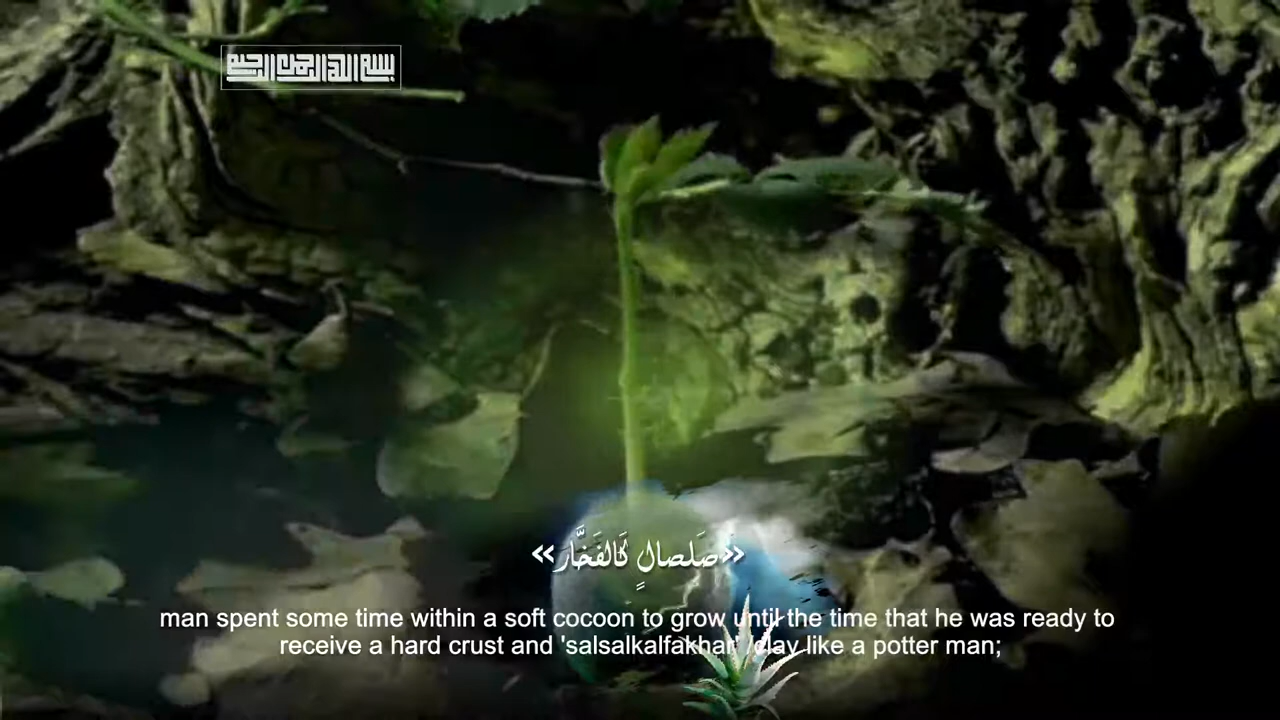 بسم الله الرحمن الرحيم
«صَلصالٍ كَالفَخَّار»
man spent some time within a soft cocoon to grow until the time that he was ready to
receive a hard crust and 'salsalkalfakhar' /clay like a potter man;